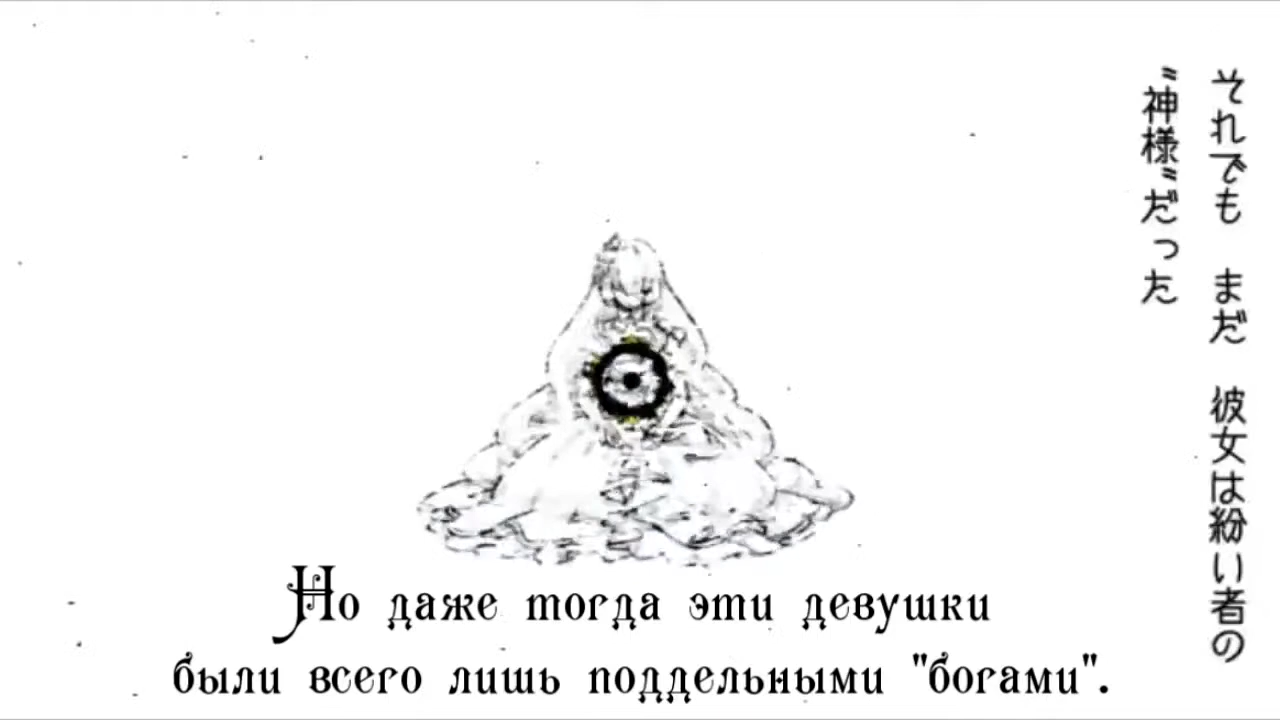 それでも　まだ　彼女は紛い者の
〝神様〟だった
Но даже тогда эти девушки
были всего лишь поддельными "богами".